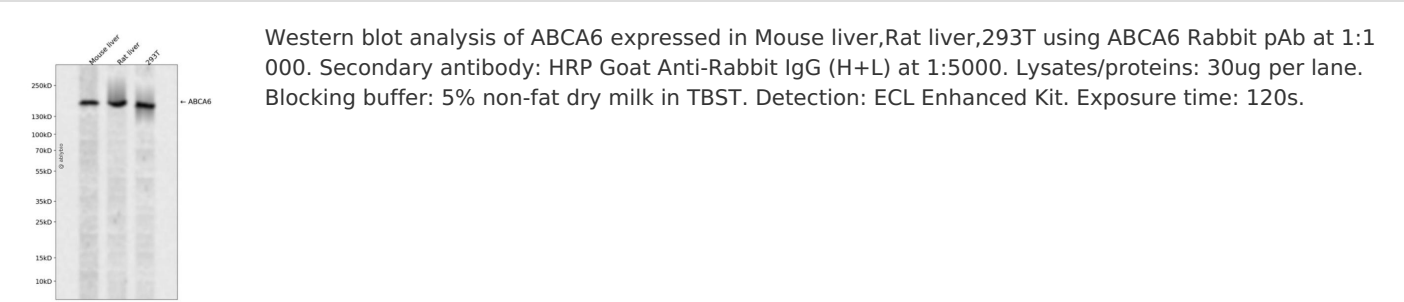 Mouse liver
Rat liver
293T
250kD
130kD
100kD
70kD
55kD
35kD
25kD
15kD
10kD
← ABCA6
Western blot analysis of ABCA6 expressed in Mouse liver,Rat liver,293T using ABCA6 Rabbit pAb at 1:1
000. Secondary antibody: HRP Goat Anti-Rabbit IgG (H+L) at 1:5000. Lysates/proteins: 30ug per lane.
Blocking buffer: 5% non-fat dry milk in TBST. Detection: ECL Enhanced Kit. Exposure time: 120s.